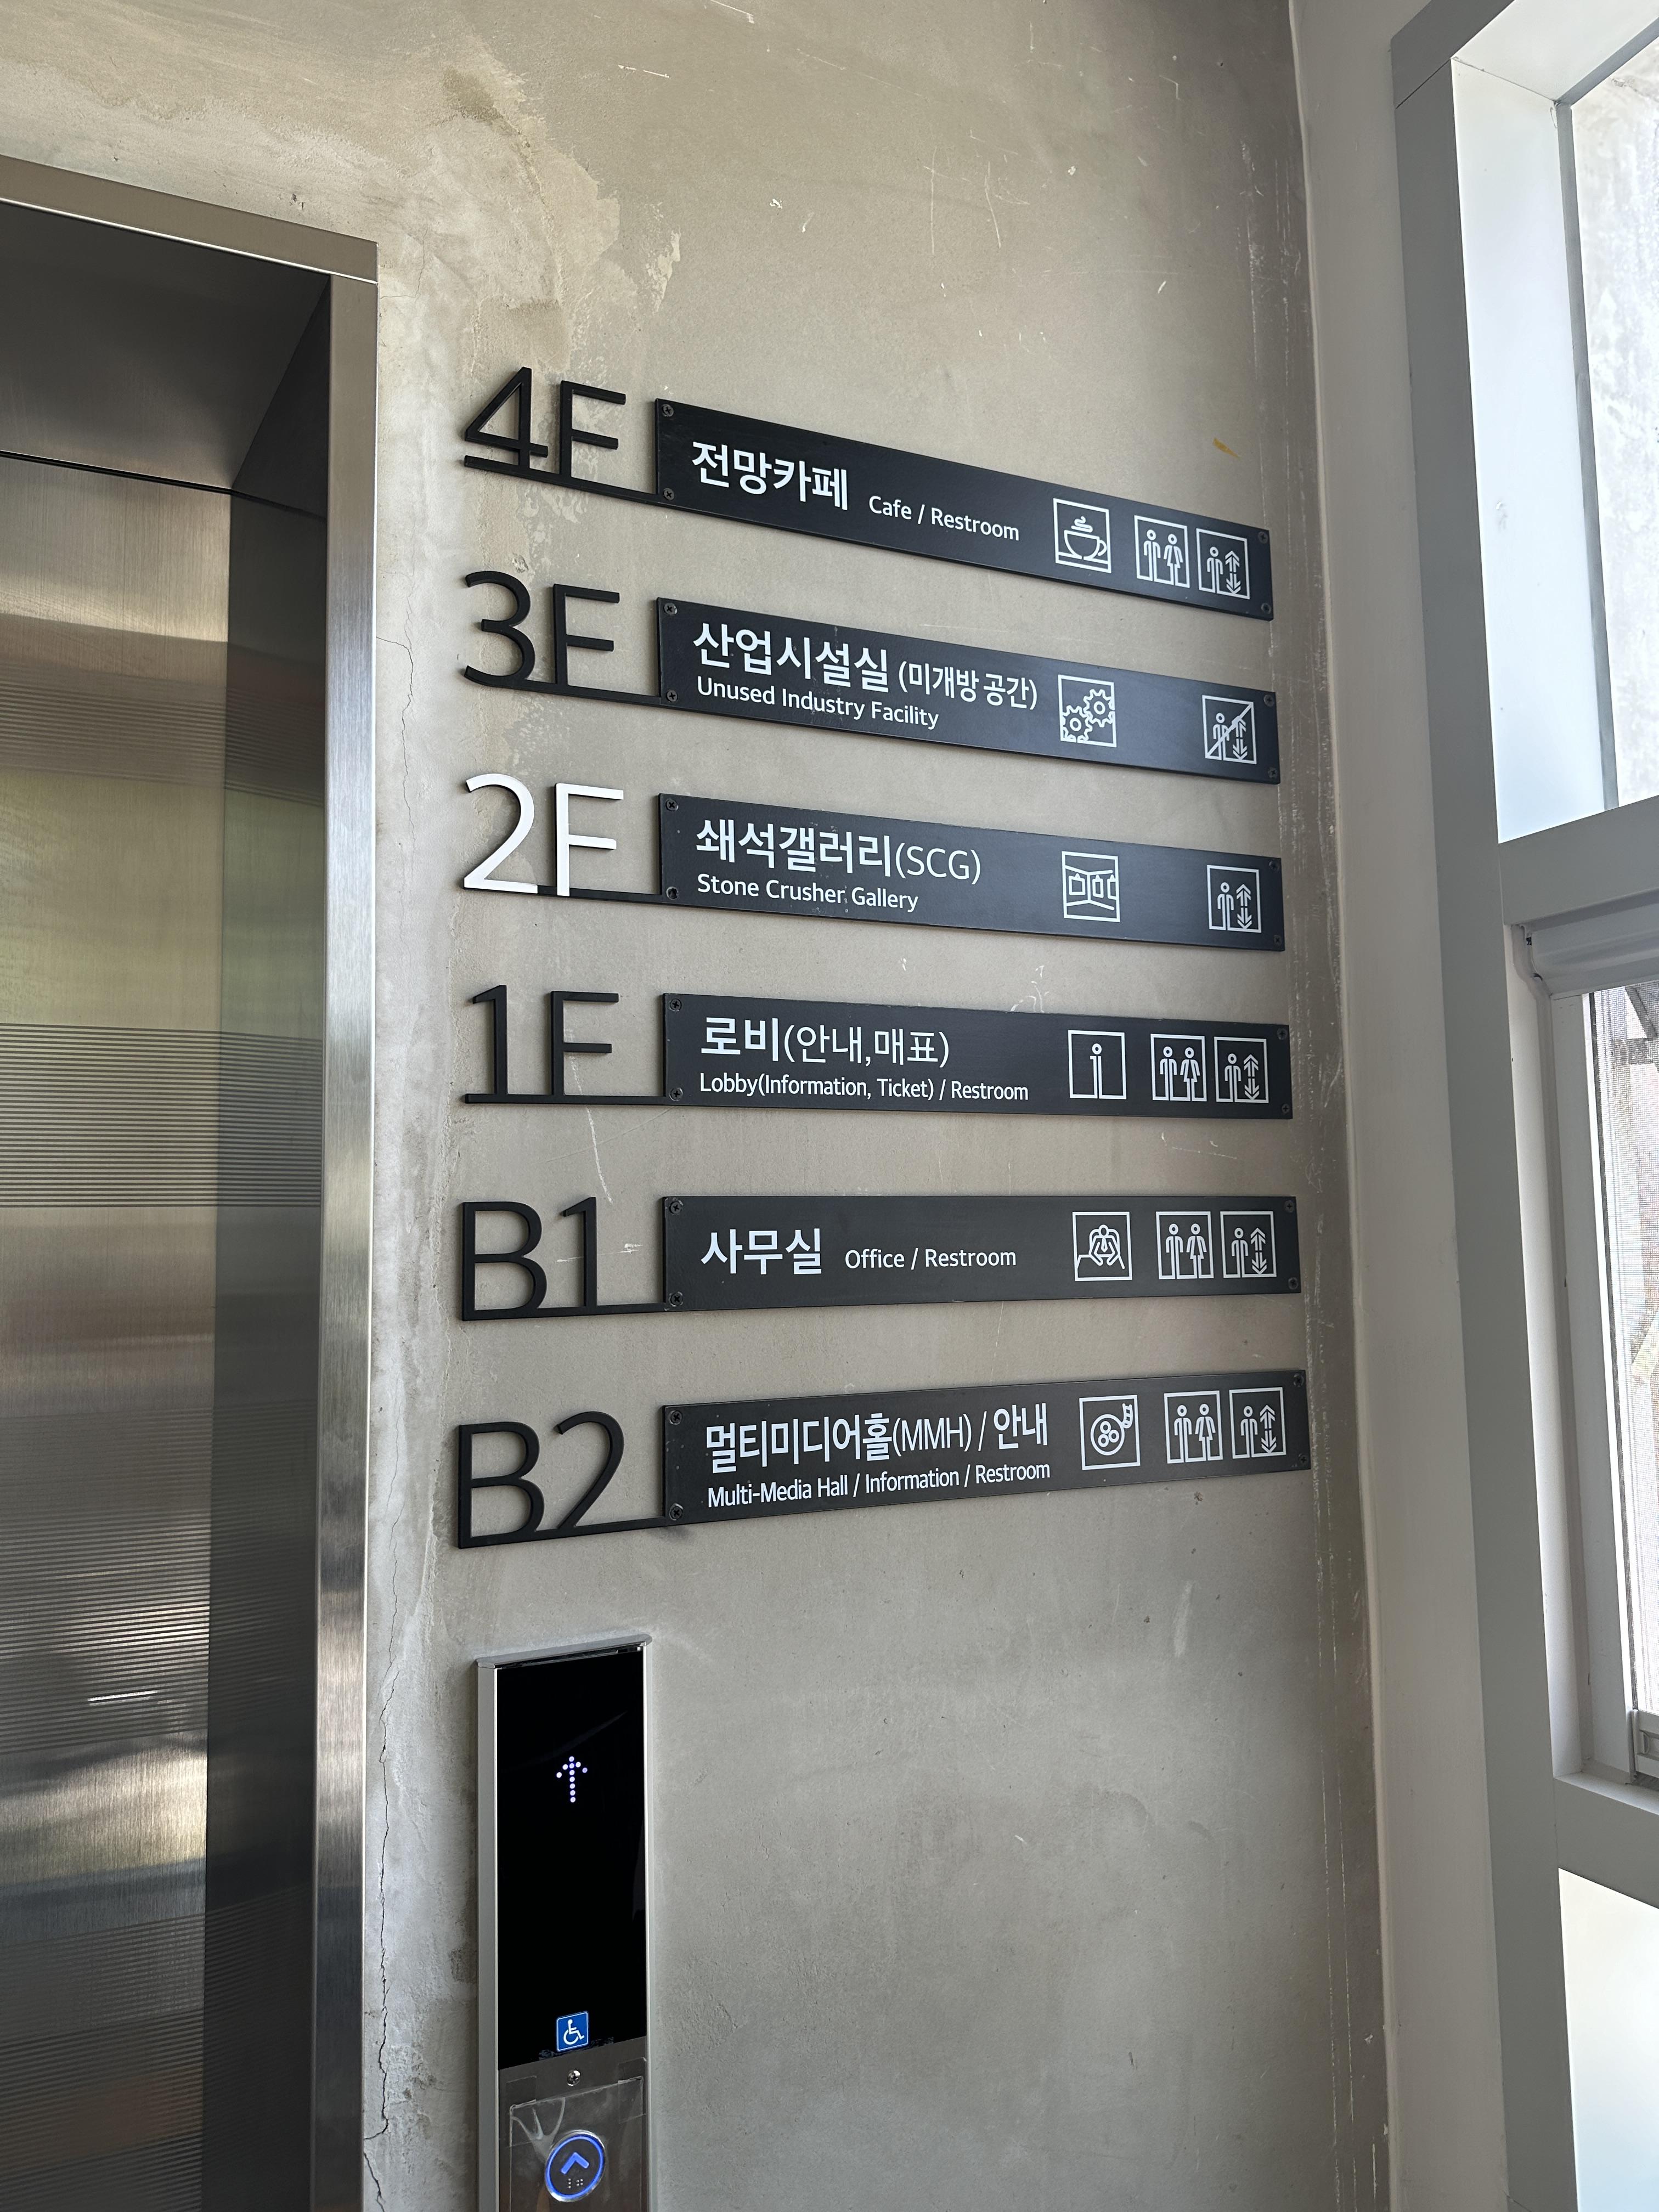 4F
전망카페 Cafe / Restroom
3F
산업시설실 (미개방 공간)
Unused Industry Facility
2F
쇄석갤러리(SCG)
Stone Crusher Gallery
1F
로비(안내,매표)
Lobby(Information, Ticket) / Restroom
B1
사무실 Office / Restroom
B2
멀티미디어홀(MMH) / 안내
Multi-Media Hall / Information / Restroom